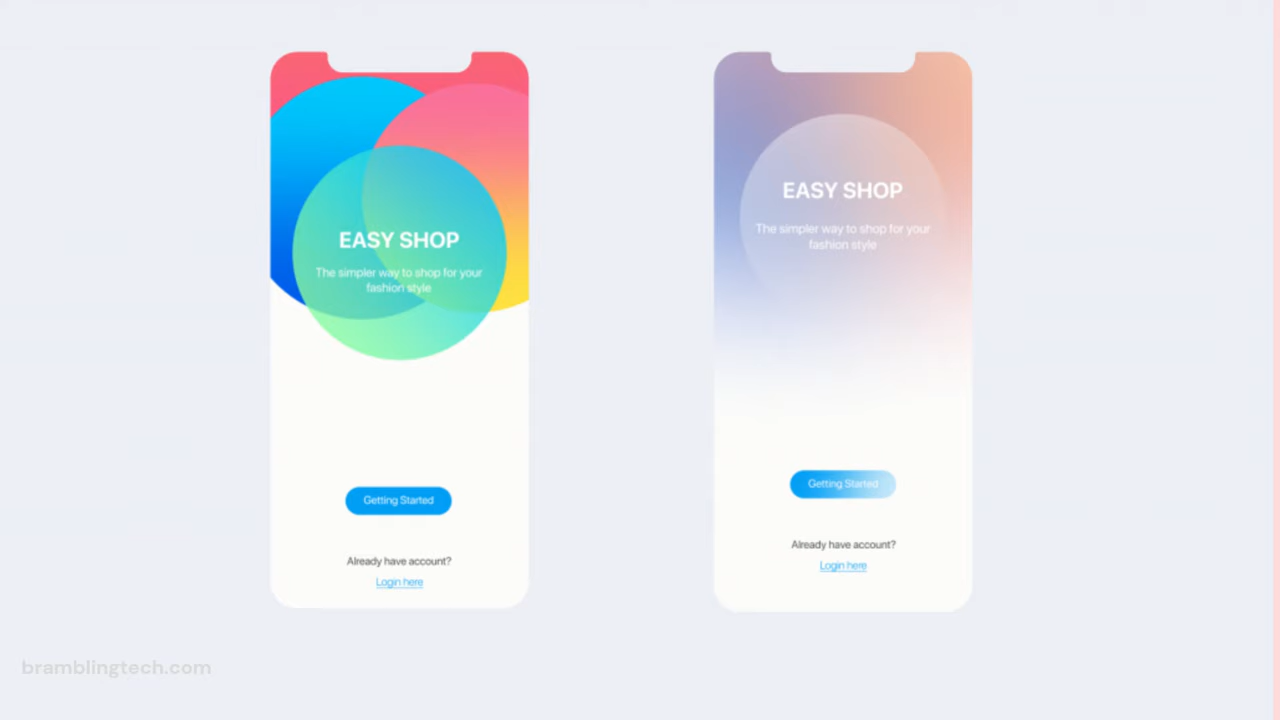 EASY SHOP
The simpler way to shop for your
fashion style
Getting Started
Already have account?
Login here
EASY SHOP
The simpler way to shop for your
fashion style
Getting Started
Already have account?
Login here
bramblingtech.com